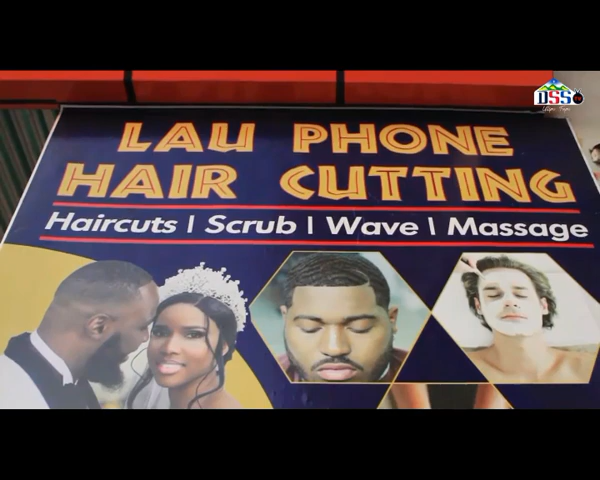 LAU PHONE
HAIR CUTTING
Haircuts | Scrub | Wave | Massage
DSS